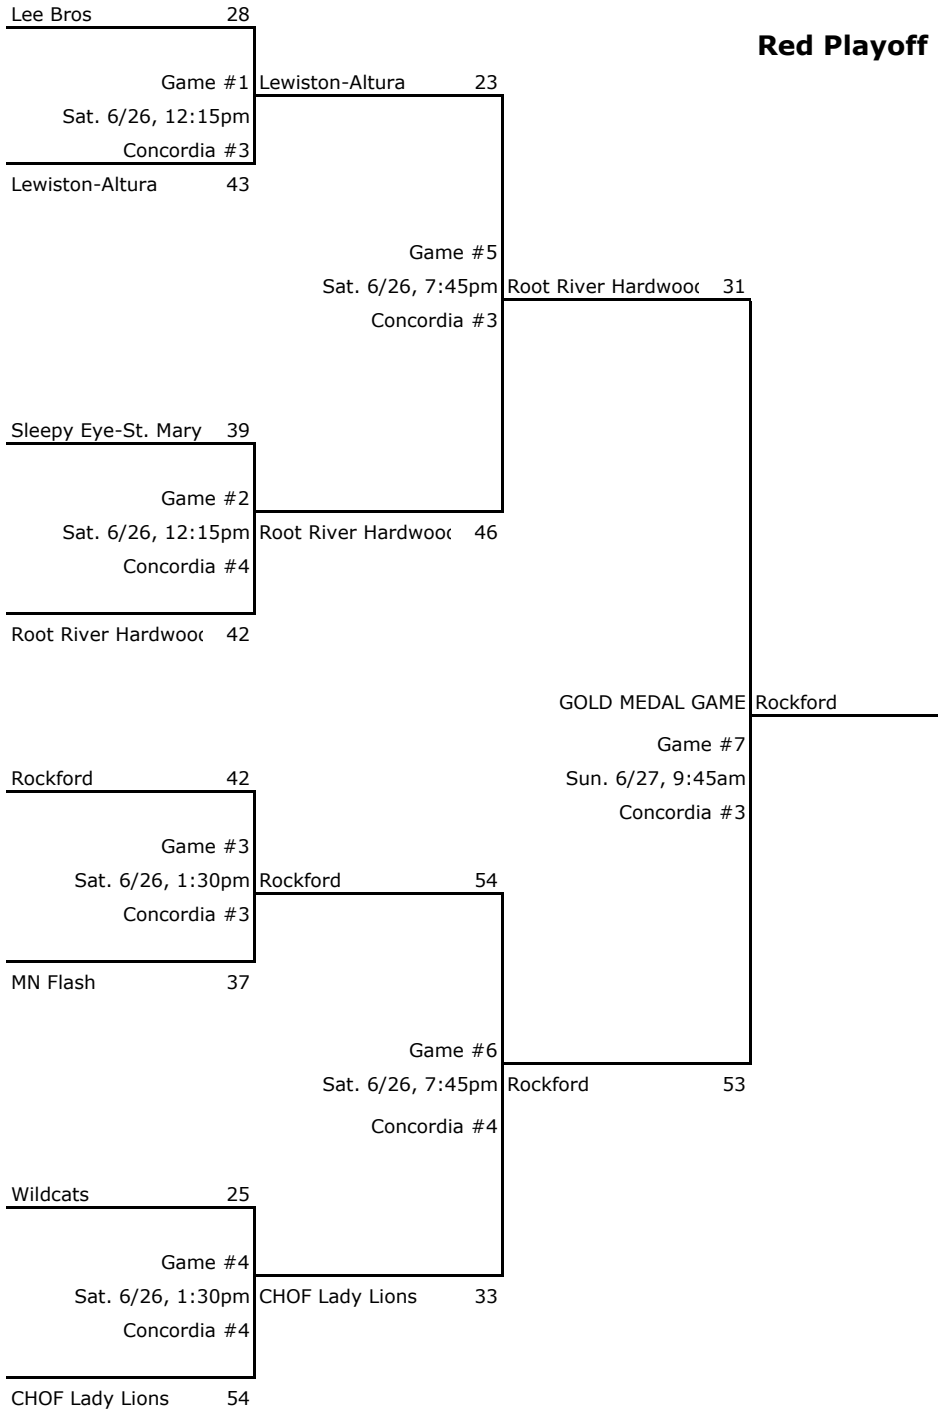 Lee Bros 28
Red Playoff
Game #1 Lewiston-Altura 23
Sat. 6/26, 12:15pm
Concordia #3
Lewiston-Altura 43
Game #5
Sat. 6/26, 7:45pm Root River Hardwood 31
Concordia #3
Sleepy Eye-St. Mary 39
Game #2
Sat. 6/26, 12:15pm Root River Hardwood 46
Concordia #4
Root River Hardwood 42
GOLD MEDAL GAME Rockford
Game #7
Rockford 42
Sun. 6/27, 9:45am
Concordia #3
Game #3
Sat. 6/26, 1:30pm Rockford 54
Concordia #3
MN Flash 37
Game #6
Sat. 6/26, 7:45pm Rockford 53
Concordia #4
Wildcats 25
Game #4
Sat. 6/26, 1:30pm CHOF Lady Lions 33
Concordia #4
CHOF Lady Lions 54